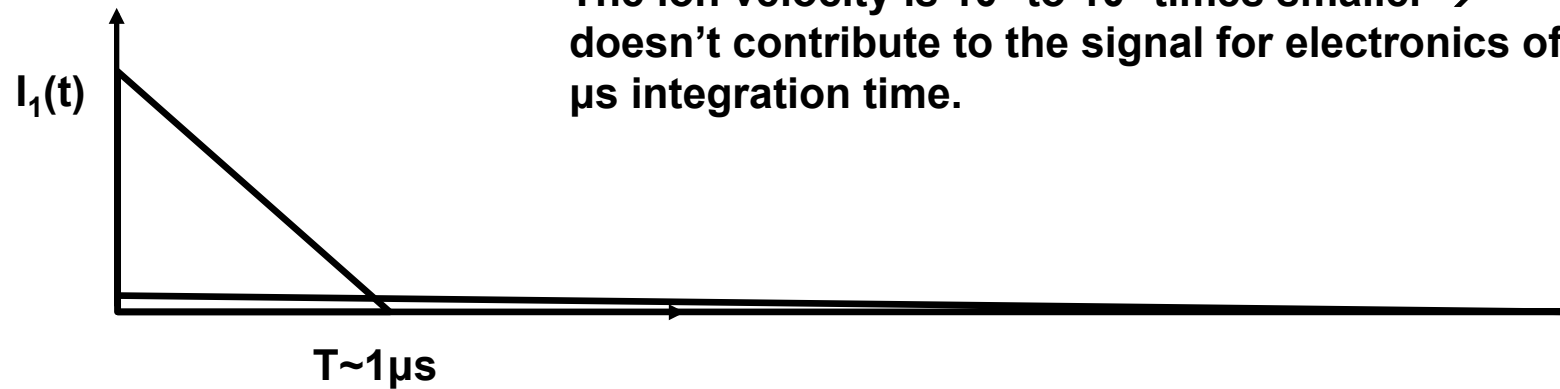 The ion velocity is to times smaller →
doesn’t contribute to the signal for electronics of
I₁(t)
μs integration time.
T~1μs